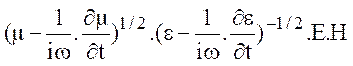 (μ − 1/iω . ∂μ/∂t)^1/2 .(ε − 1/iω . ∂ε/∂t)^−1/2 .E.H